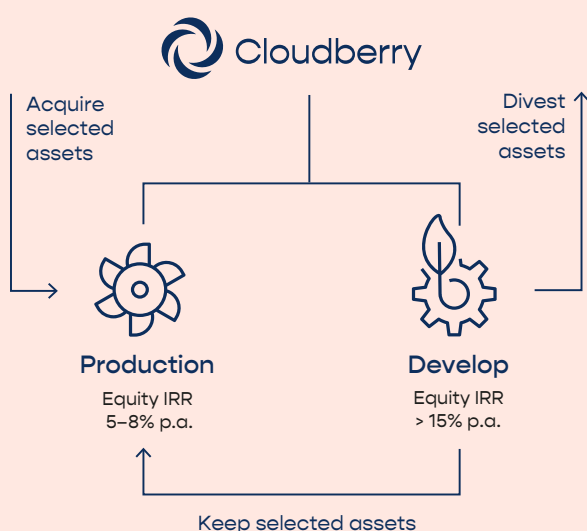 Cloudberry
Acquire
selected
assets
Divest
selected
assets
Production
Equity IRR
5–8% p.a.
Develop
Equity IRR
> 15% p.a.
Keep selected assets